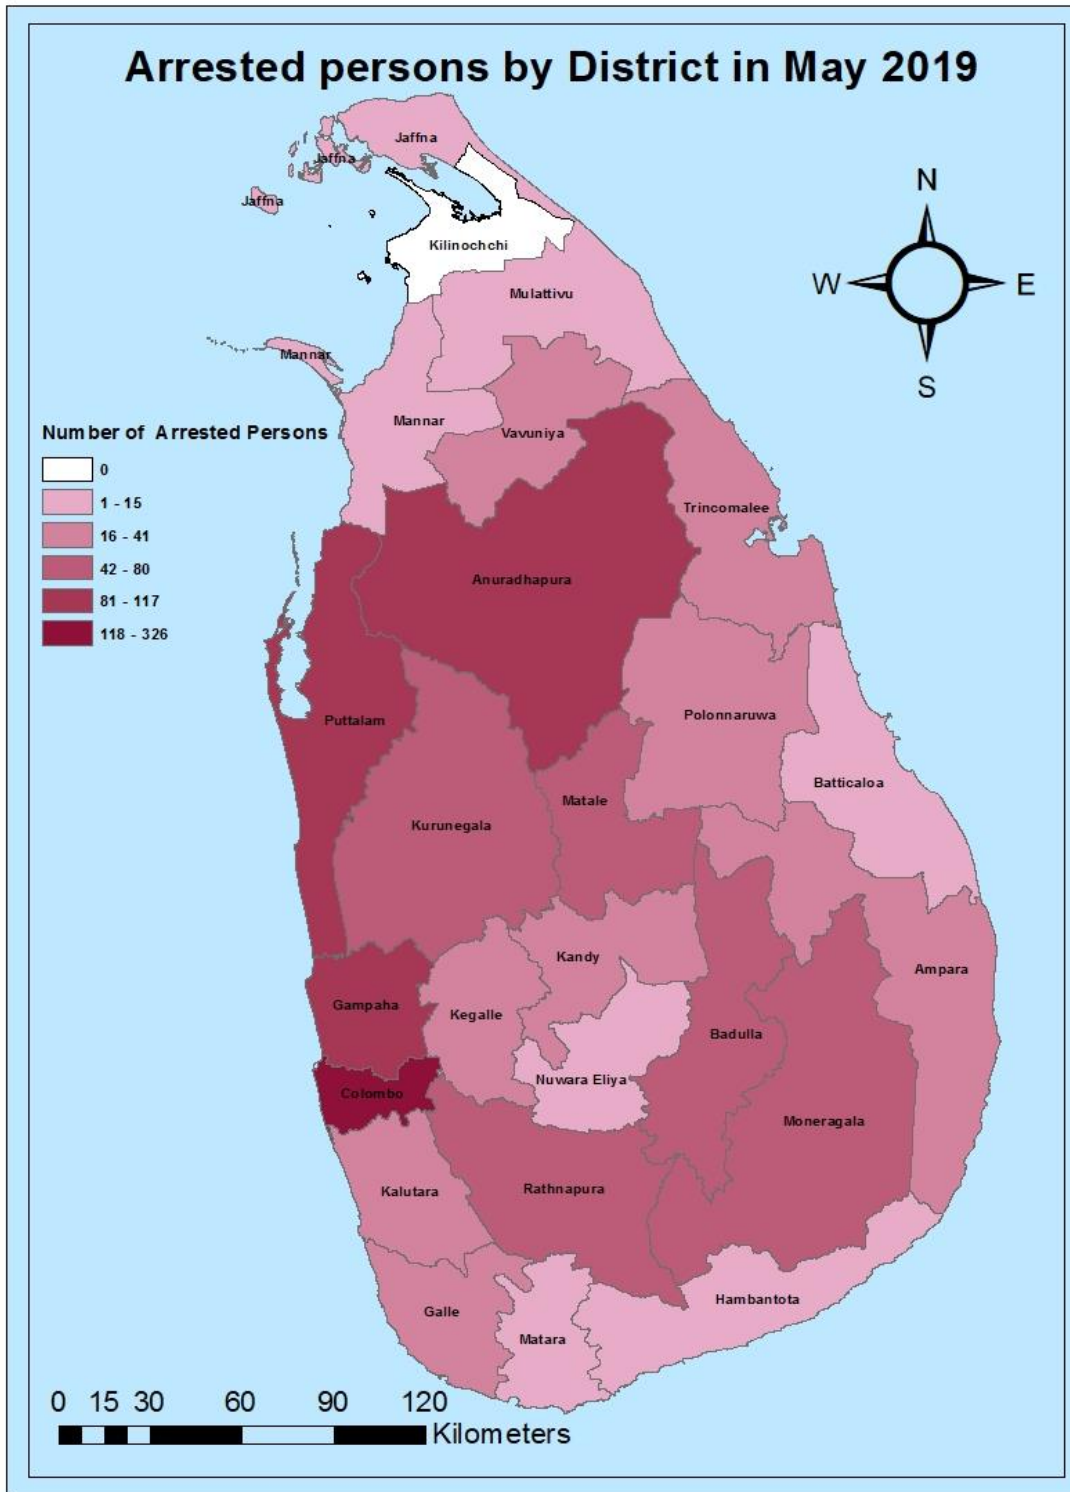 Arrested persons by District in May 2019
Jaffna
Jaffna
Jaffna
Kilinochchi
Mulattivu
Mannar
Mannar
Vavuniya
Trincomalee
Anuradhapura
Puttalam
Polonnaruwa
Batticaloa
Matale
Kurunegala
Kandy
Ampara
Gampaha
Kegalle
Badulla
Nuwara Eliya
Colombo
Moneragala
Kalutara
Rathnapura
Galle
Hambantota
Matara
N
W
E
S
Number of Arrested Persons
0
1 - 15
16 - 41
42 - 80
81 - 117
118 - 326
0 15 30 60 90 120
Kilometers